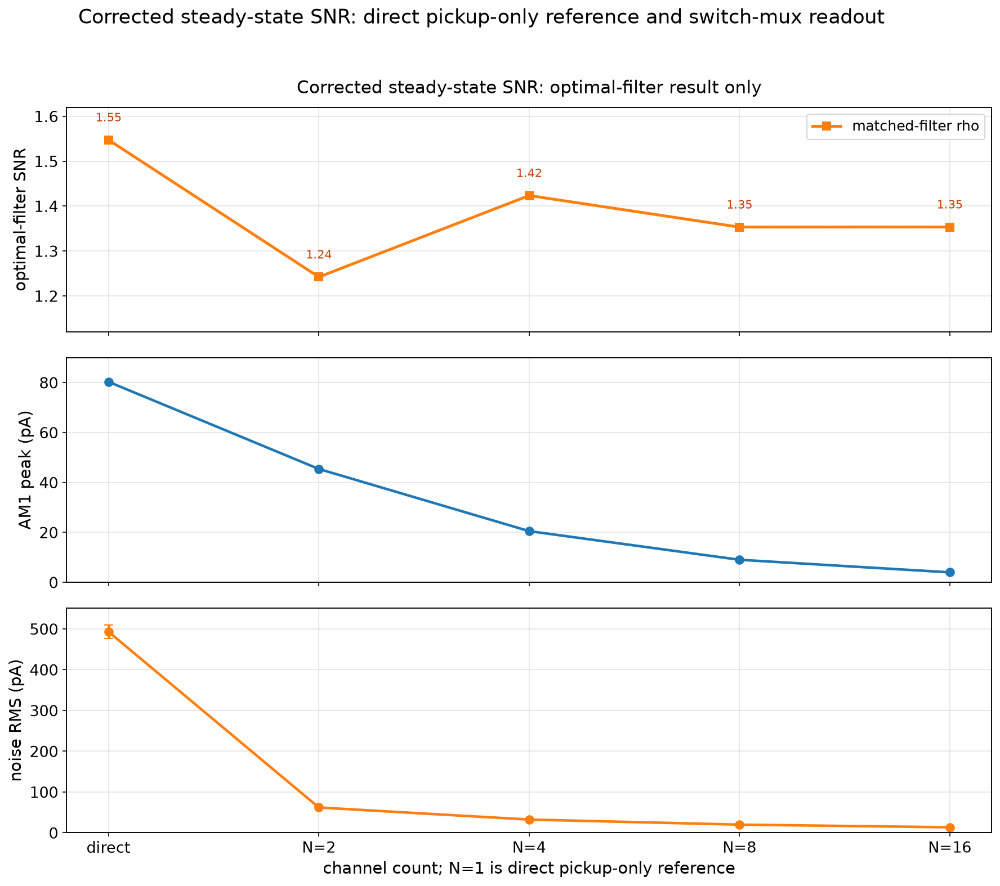 Corrected steady-state SNR: direct pickup-only reference and switch-mux readout
Corrected steady-state SNR: optimal-filter result only
optimal-filter SNR
1.6
1.5
1.4
1.3
1.2
1.55
1.24
1.42
1.35
1.35
matched-filter rho
AM1 peak (pA)
80
60
40
20
0
noise RMS (pA)
500
400
300
200
100
0
direct
N=2
N=4
N=8
N=16
channel count; N=1 is direct pickup-only reference